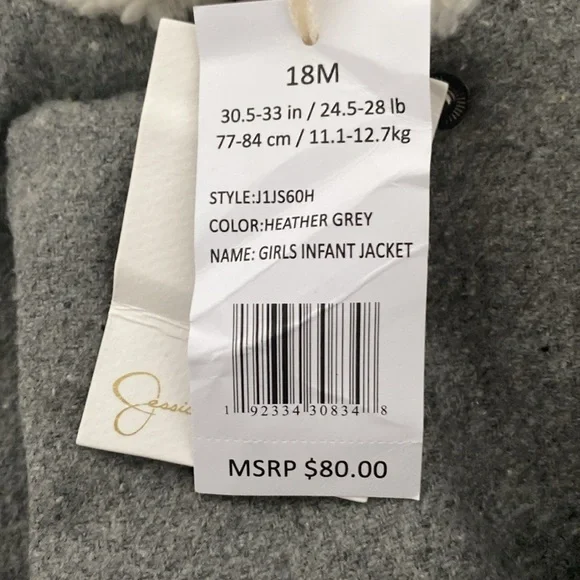 18M
30.5-33 in / 24.5-28 lb
77-84 cm / 11.1-12.7kg
STYLE:J1JS60H
COLOR:HEATHER GREY
NAME: GIRLS INFANT JACKET
1 92334 30834 8
MSRP $80.00